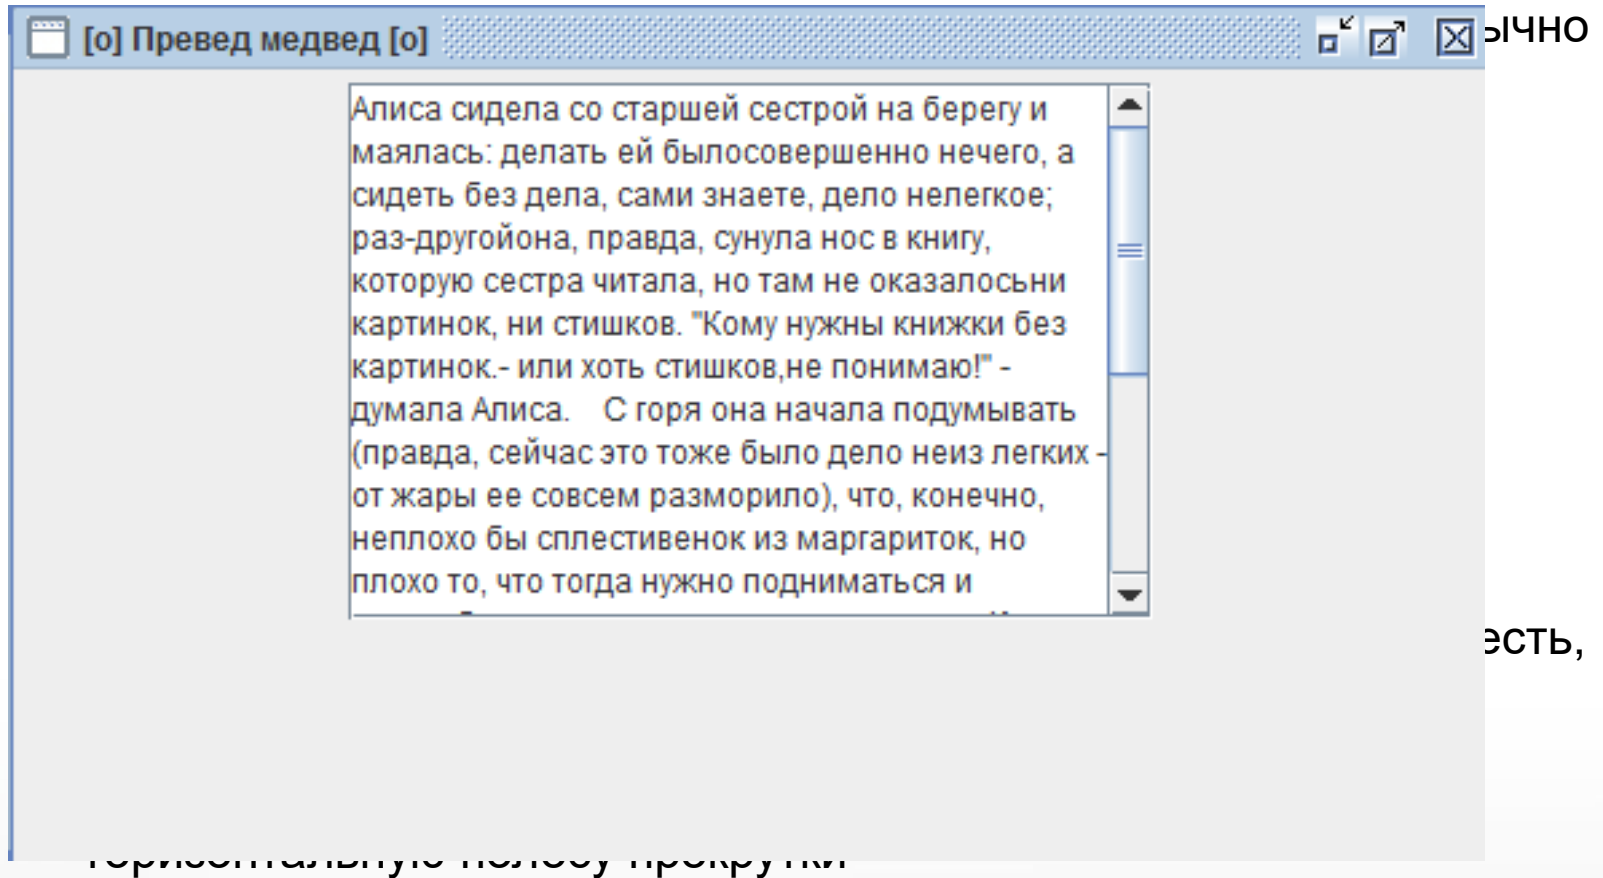 [o] Превед медвед [o]
Алиса сидела со старшей сестрой на берегу и
маялась: делать ей былосовершенно нечего, а
сидеть без дела, сами знаете, дело нелегкое;
раз-другойона, правда, сунула нос в книгу,
которую сестра читала, но там не оказалосьни
картинок, ни стишков. "Кому нужны книжки без
картинок.- или хоть стишков,не понимаю!" -
думала Алиса.    С горя она начала подумывать
(правда, сейчас это тоже было дело неиз легких -
от жары ее совсем разморило), что, конечно,
неплохо бы сплестивенок из маргариток, но
плохо то, что тогда нужно подниматься и
есть,
горизонтальную полосу прокрутки